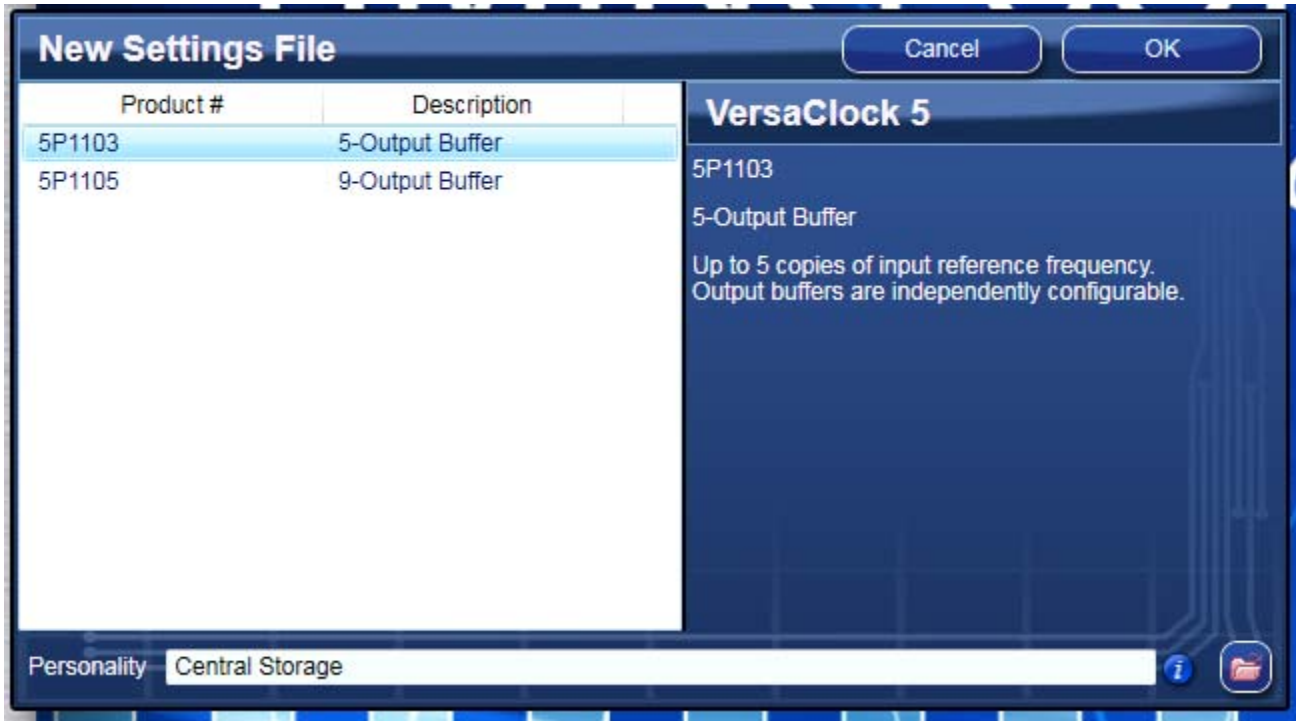 New Settings File
Cancel
OK
Product # Description
5P1103 5-Output Buffer
5P1105 9-Output Buffer
VersaClock 5
5P1103
5-Output Buffer
Up to 5 copies of input reference frequency.
Output buffers are independently configurable.
Personality Central Storage
i